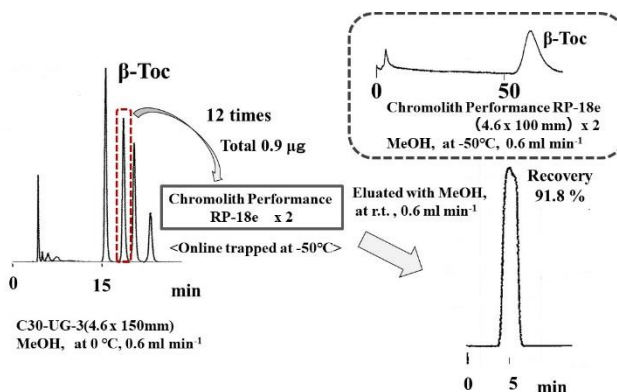 β-Toc
12 times
Total 0.9 μg
Chromolith Performance
RP-18e x 2
<Online trapped at -50℃>
0 15 min
C30-UG-3(4.6 x 150mm)
MeOH, at 0 ℃, 0.6 ml min-1
β-Toc
0 50
Chromolith Performance RP-18e
(4.6 x 100 mm) x 2
MeOH, at -50℃, 0.6 ml min-1
Eluated with MeOH,
at r.t. , 0.6 ml min-1
Recovery
91.8 %
0 5 min